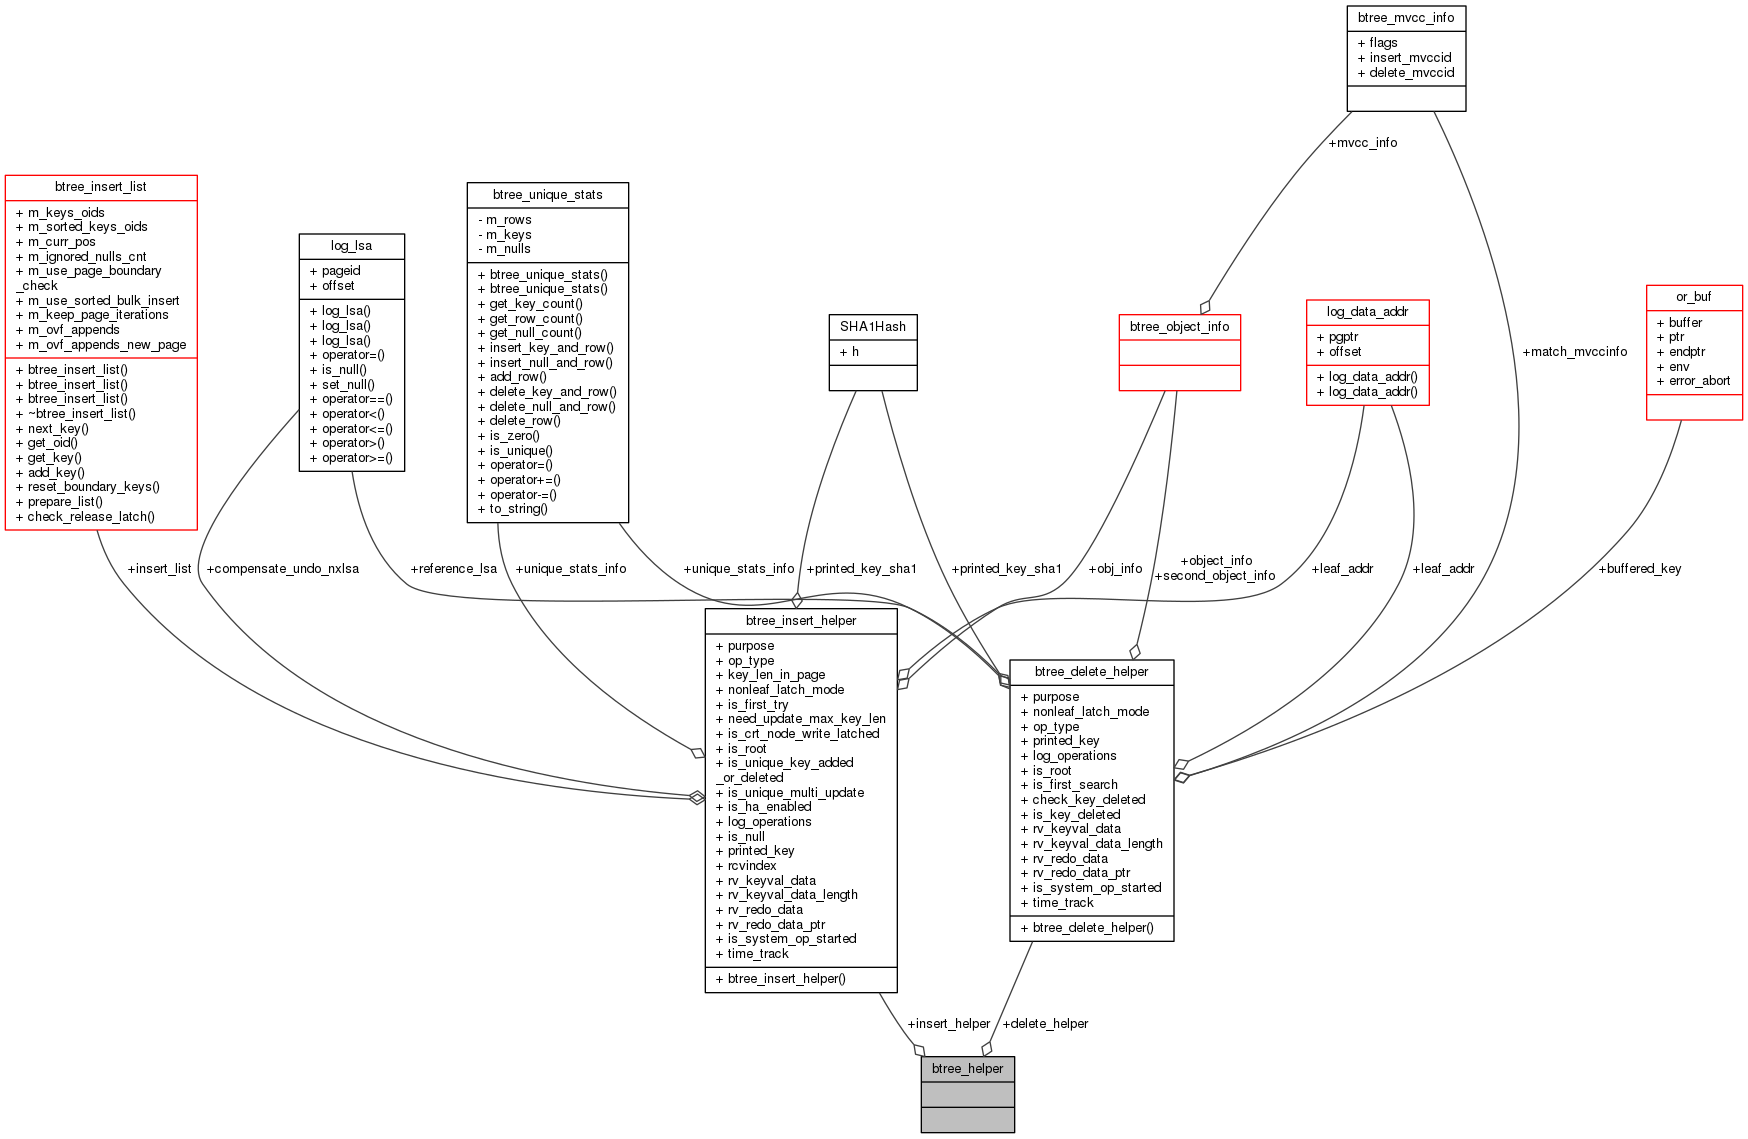 btree_mvcc_info
+ flags
+ insert_mvccid
+ delete_mvccid
+mvcc_info
btree_insert_list
+ m_keys_oids
+ m_sorted_keys_oids
+ m_curr_pos
+ m_ignored_nulls_cnt
+ m_use_page_boundary
_check
+ m_use_sorted_bulk_insert
+ m_keep_page_iterations
+ m_ovf_appends
+ m_ovf_appends_new_page
+ btree_insert_list()
+ btree_insert_list()
+ btree_insert_list()
+ ~btree_insert_list()
+ next_key()
+ get_oid()
+ get_key()
+ add_key()
+ reset_boundary_keys()
+ prepare_list()
+ check_release_latch()
log_lsa
+ pageid
+ offset
+ log_lsa()
+ log_lsa()
+ log_lsa()
+ operator=()
+ is_null()
+ set_null()
+ operator==()
+ operator<()
+ operator<=()
+ operator>()
+ operator>=()
btree_unique_stats
- m_rows
- m_keys
- m_nulls
+ btree_unique_stats()
+ btree_unique_stats()
+ get_key_count()
+ get_row_count()
+ get_null_count()
+ insert_key_and_row()
+ insert_null_and_row()
+ add_row()
+ delete_key_and_row()
+ delete_null_and_row()
+ delete_row()
+ is_zero()
+ is_unique()
+ operator=()
+ operator+=()
+ operator-=()
+ to_string()
SHA1Hash
+ h
btree_object_info
log_data_addr
+ pgptr
+ offset
+ log_data_addr()
+ log_data_addr()
+match_mvccinfo
or_buf
+ buffer
+ ptr
+ endptr
+ env
+ error_abort
+insert_list
+compensate_undo_nxlsa
+reference_lsa
+unique_stats_info
+unique_stats_info
+printed_key_sha1
+printed_key_sha1
+obj_info
+object_info
+second_object_info
+leaf_addr
+leaf_addr
+buffered_key
btree_insert_helper
+ purpose
+ op_type
+ key_len_in_page
+ nonleaf_latch_mode
+ is_first_try
+ need_update_max_key_len
+ is_crt_node_write_latched
+ is_root
+ is_unique_key_added
_or_deleted
+ is_unique_multi_update
+ is_ha_enabled
+ log_operations
+ is_null
+ printed_key
+ rcvindex
+ rv_keyval_data
+ rv_keyval_data_length
+ rv_redo_data
+ rv_redo_data_ptr
+ is_system_op_started
+ time_track
+ btree_insert_helper()
btree_delete_helper
+ purpose
+ nonleaf_latch_mode
+ op_type
+ printed_key
+ log_operations
+ is_root
+ is_first_search
+ check_key_deleted
+ is_key_deleted
+ rv_keyval_data
+ rv_keyval_data_length
+ rv_redo_data
+ rv_redo_data_ptr
+ is_system_op_started
+ time_track
+ btree_delete_helper()
+insert_helper
+delete_helper
btree_helper